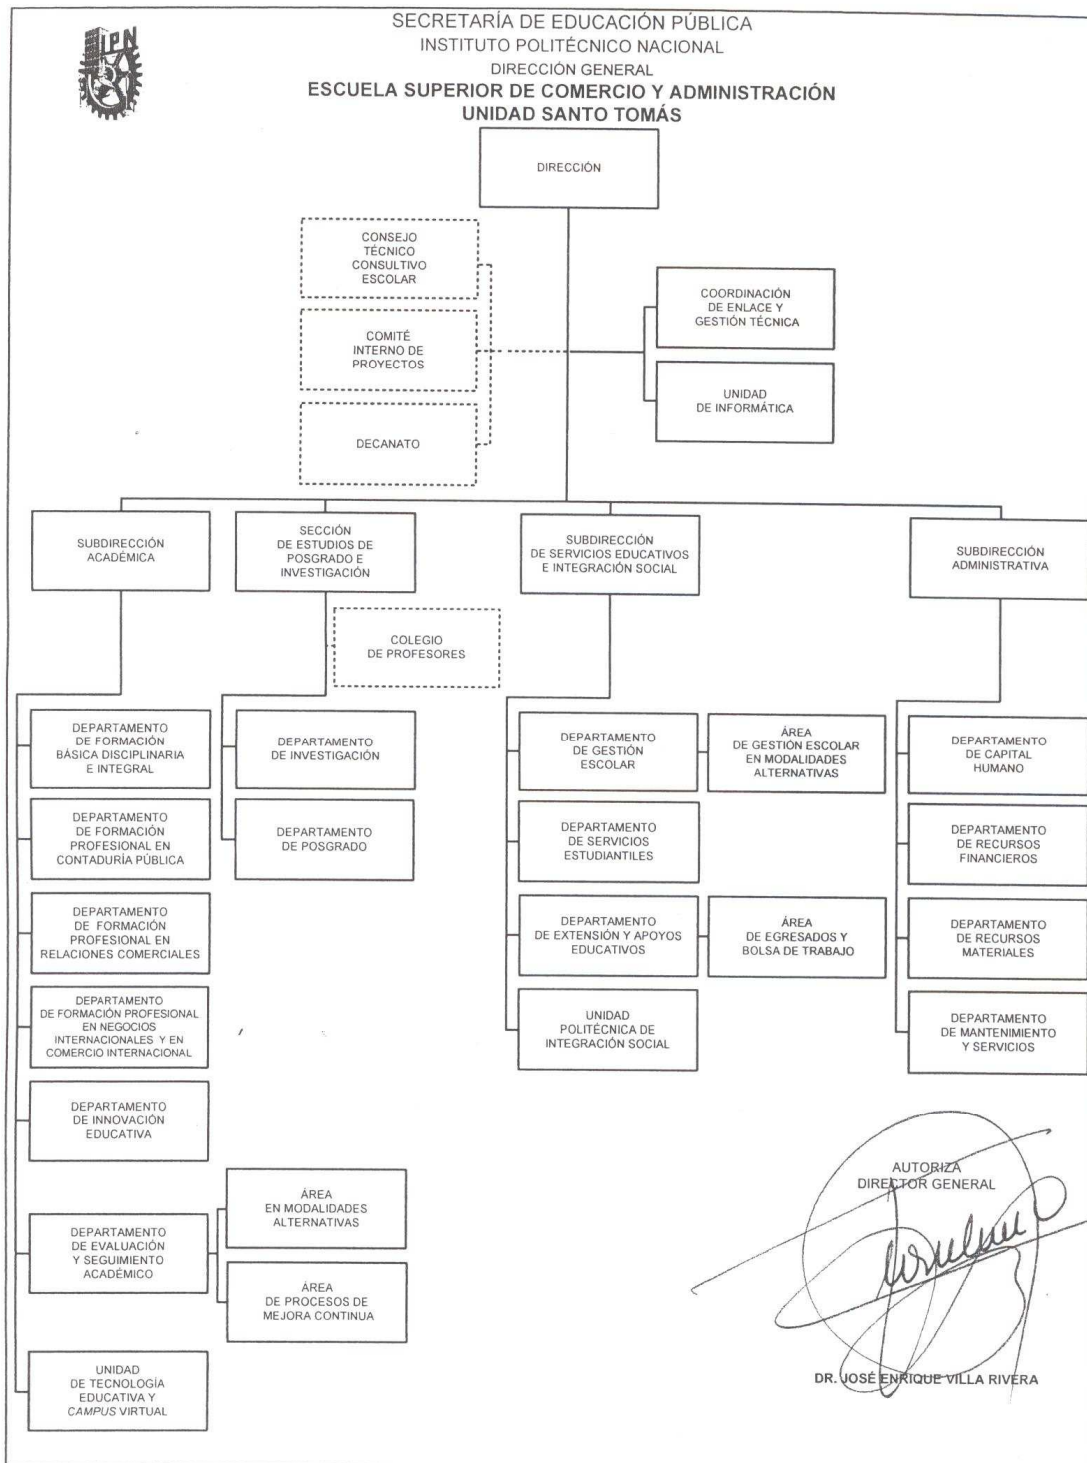 IPN
SECRETARÍA DE EDUCACIÓN PÚBLICA
INSTITUTO POLITÉCNICO NACIONAL
DIRECCIÓN GENERAL
ESCUELA SUPERIOR DE COMERCIO Y ADMINISTRACIÓN
UNIDAD SANTO TOMÁS
DIRECCIÓN
CONSEJO
TÉCNICO
CONSULTIVO
ESCOLAR
COMITÉ
INTERNO DE
PROYECTOS
DECANATO
COORDINACIÓN
DE ENLACE Y
GESTIÓN TÉCNICA
UNIDAD
DE INFORMÁTICA
SUBDIRECCIÓN
ACADÉMICA
SECCIÓN
DE ESTUDIOS DE
POSGRADO E
INVESTIGACIÓN
SUBDIRECCIÓN
DE SERVICIOS EDUCATIVOS
E INTEGRACIÓN SOCIAL
SUBDIRECCIÓN
ADMINISTRATIVA
COLEGIO
DE PROFESORES
DEPARTAMENTO
DE FORMACIÓN
BÁSICA DISCIPLINARIA
E INTEGRAL
DEPARTAMENTO
DE FORMACIÓN
PROFESIONAL EN
CONTADURÍA PÚBLICA
DEPARTAMENTO
DE FORMACIÓN
PROFESIONAL EN
RELACIONES COMERCIALES
DEPARTAMENTO
DE FORMACIÓN PROFESIONAL
EN NEGOCIOS
INTERNACIONALES Y EN
COMERCIO INTERNACIONAL
DEPARTAMENTO
DE INNOVACIÓN
EDUCATIVA
DEPARTAMENTO
DE EVALUACIÓN
Y SEGUIMIENTO
ACADÉMICO
ÁREA
EN MODALIDADES
ALTERNATIVAS
ÁREA
DE PROCESOS DE
MEJORA CONTINUA
UNIDAD
DE TECNOLOGÍA
EDUCATIVA Y
CAMPUS VIRTUAL
DEPARTAMENTO
DE INVESTIGACIÓN
DEPARTAMENTO
DE POSGRADO
DEPARTAMENTO
DE GESTIÓN
ESCOLAR
ÁREA
DE GESTIÓN ESCOLAR
EN MODALIDADES
ALTERNATIVAS
DEPARTAMENTO
DE SERVICIOS
ESTUDIANTILES
DEPARTAMENTO
DE EXTENSIÓN Y APOYOS
EDUCATIVOS
ÁREA
DE EGRESADOS Y
BOLSA DE TRABAJO
UNIDAD
POLITÉCNICA DE
INTEGRACIÓN SOCIAL
DEPARTAMENTO
DE CAPITAL
HUMANO
DEPARTAMENTO
DE RECURSOS
FINANCIEROS
DEPARTAMENTO
DE RECURSOS
MATERIALES
DEPARTAMENTO
DE MANTENIMIENTO
Y SERVICIOS
AUTORIZA
DIRECTOR GENERAL
DR. JOSÉ ENRIQUE VILLA RIVERA